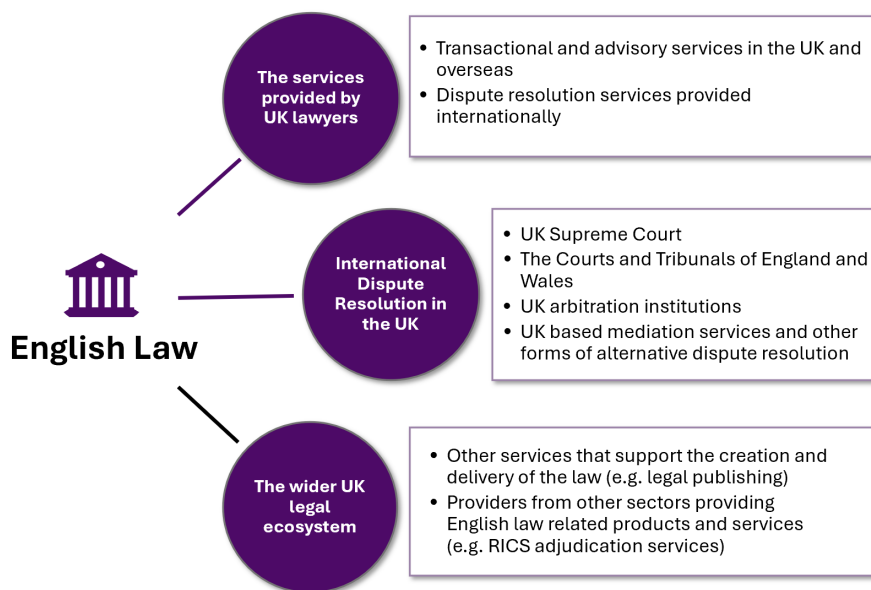 The services
provided by
UK lawyers
• Transactional and advisory services in the UK and
overseas
• Dispute resolution services provided
internationally
English Law
International
Dispute
Resolution in
the UK
• UK Supreme Court
• The Courts and Tribunals of England and
Wales
• UK arbitration institutions
• UK based mediation services and other
forms of alternative dispute resolution
The wider UK
legal
ecosystem
• Other services that support the creation and
delivery of the law (e.g. legal publishing)
• Providers from other sectors providing
English law related products and services
(e.g. RICS adjudication services)